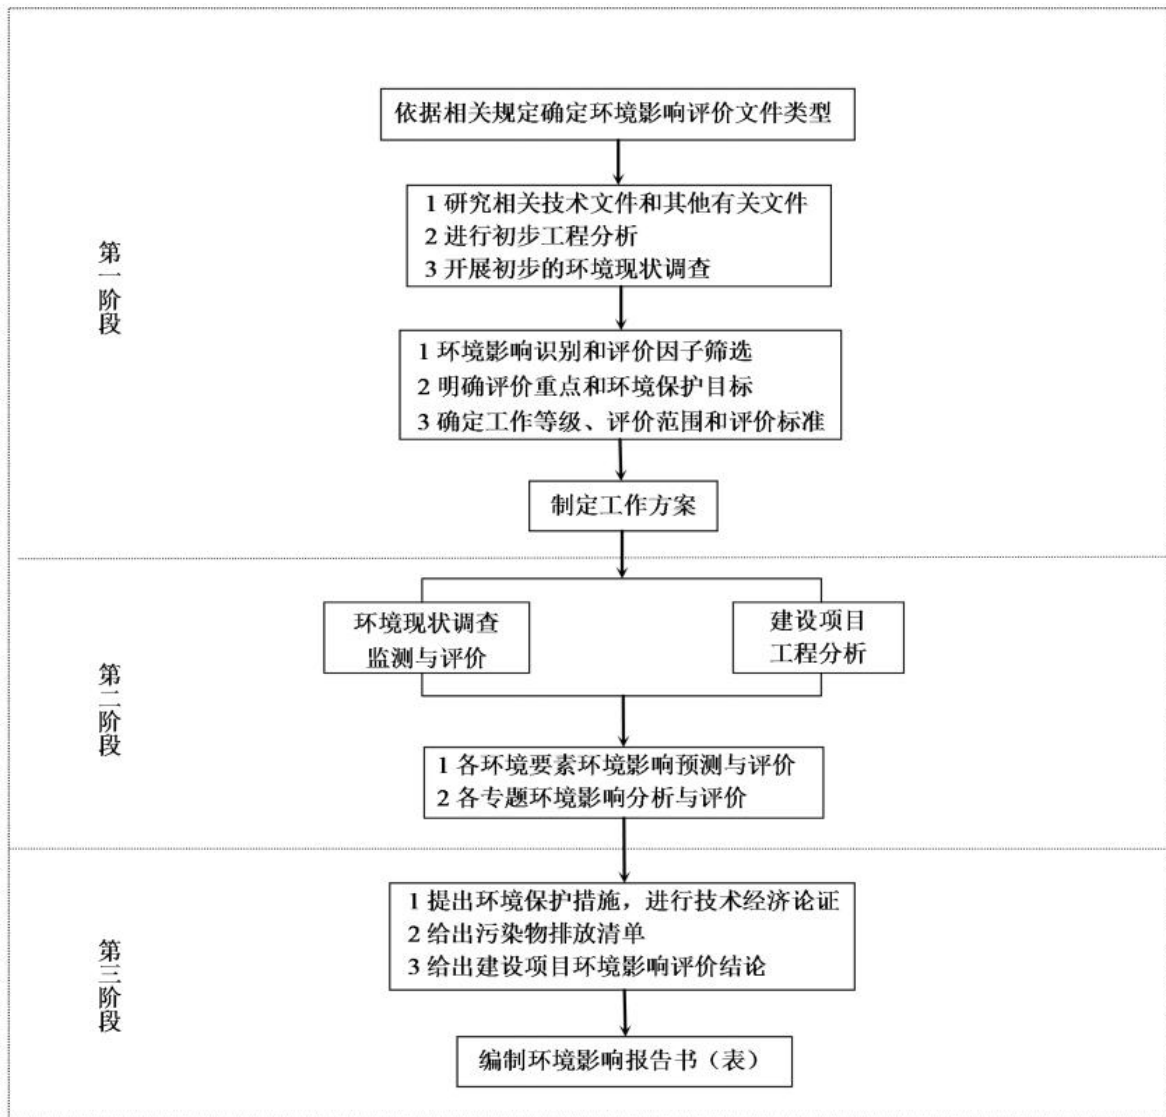 依据相关规定确定环境影响评价文件类型
1 研究相关技术文件和其他有关文件
2 进行初步工程分析
3 开展初步的环境现状调查
第一阶段
1 环境影响识别和评价因子筛选
2 明确评价重点和环境保护目标
3 确定工作等级、评价范围和评价标准
制定工作方案
环境现状调查
监测与评价
建设项目
工程分析
第二阶段
1 各环境要素环境影响预测与评价
2 各专题环境影响分析与评价
1 提出环境保护措施，进行技术经济论证
2 给出污染物排放清单
3 给出建设项目环境影响评价结论
第三阶段
编制环境影响报告书（表）